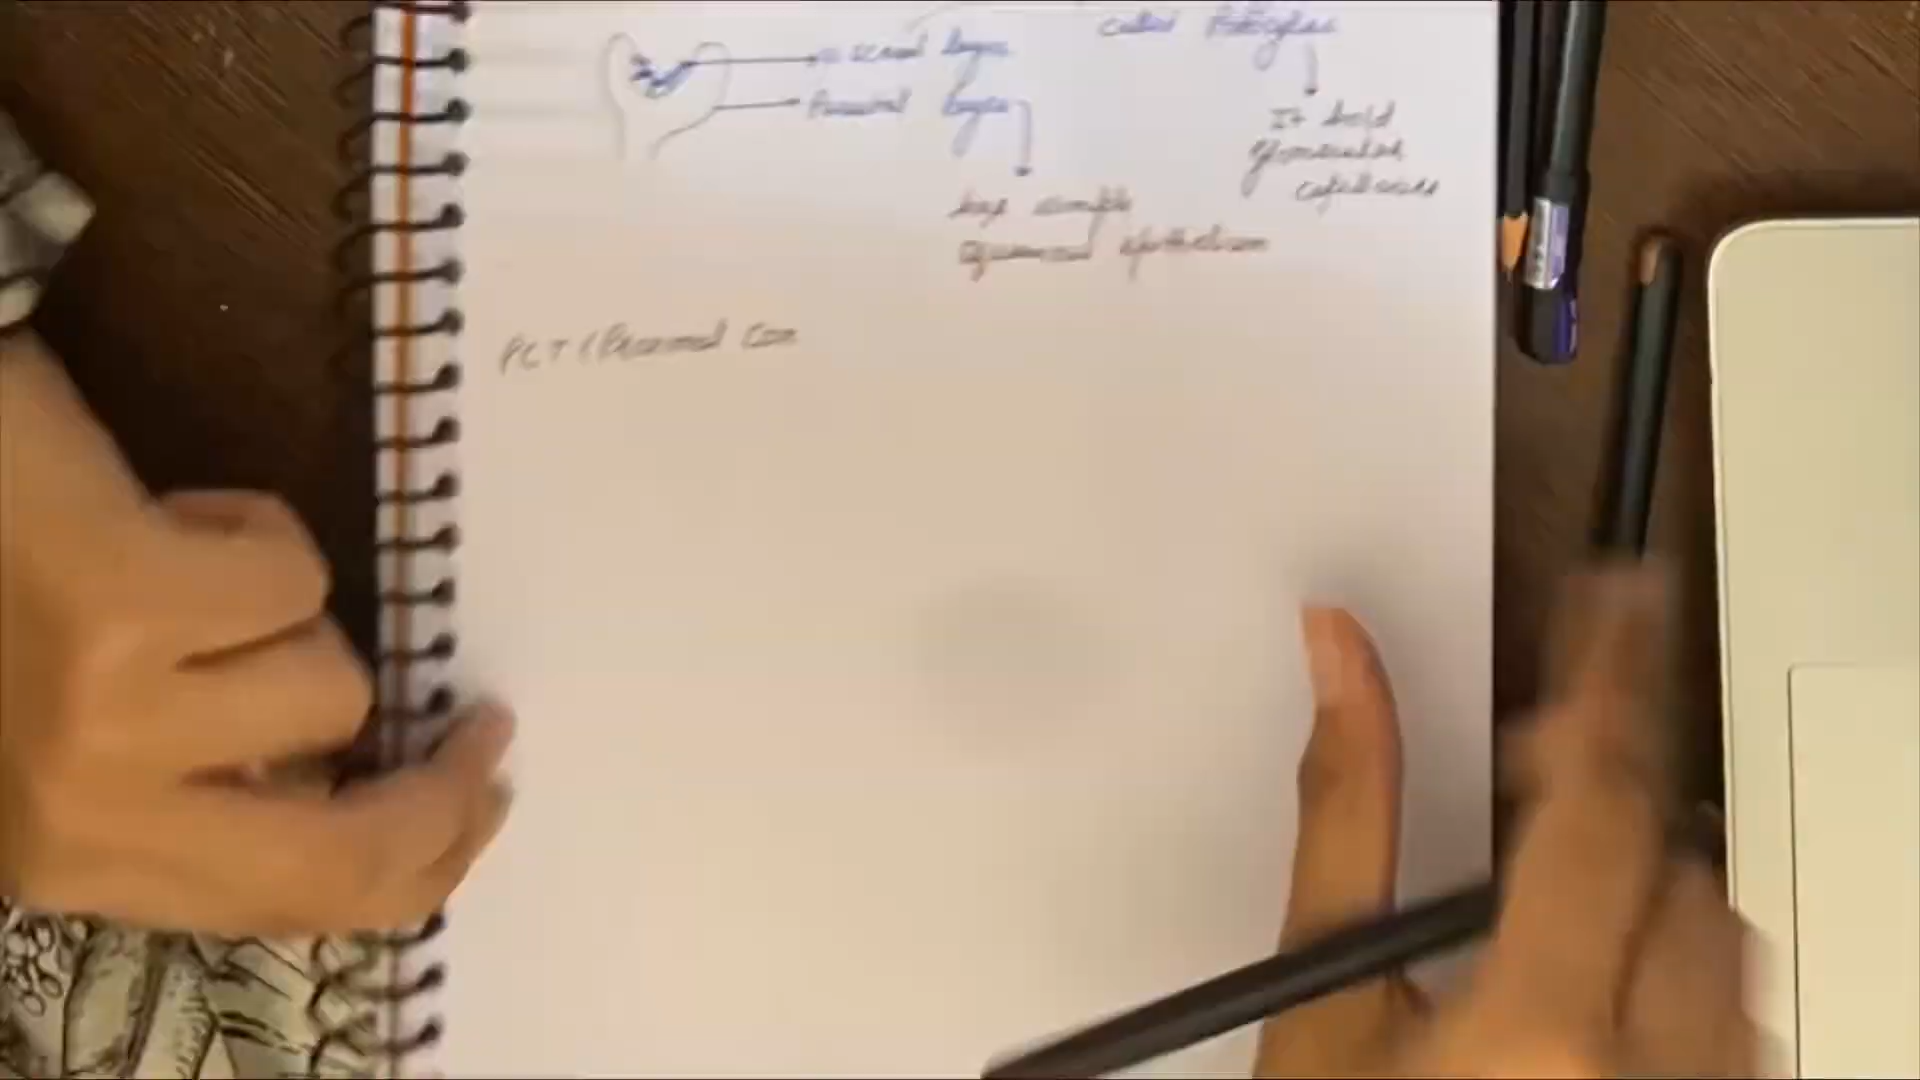 called Podocytes
visceral layer
Parietal layer
It hold
glomerular
capillaries
has simple
squamous epithelium
PCT (Proximal Con